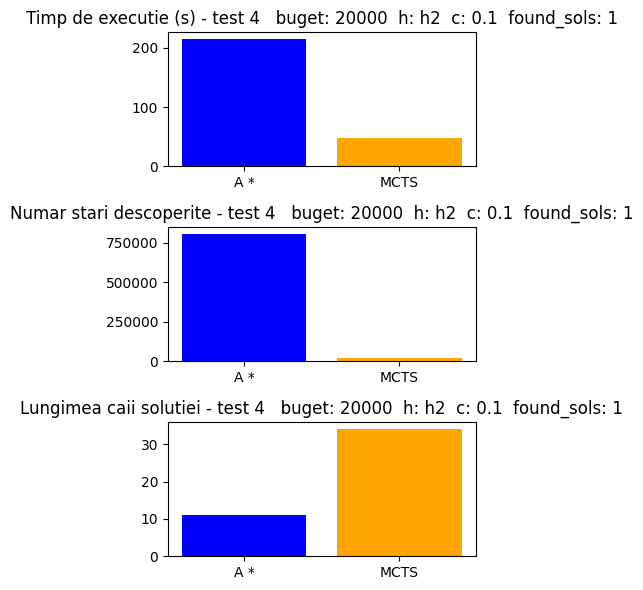 Timp de executie (s) - test 4   buget: 20000  h: h2  c: 0.1  found_sols: 1
200
100
0
A *
MCTS
Numar stari descoperite - test 4   buget: 20000  h: h2  c: 0.1  found_sols: 1
750000
500000
250000
0
A *
MCTS
Lungimea caii solutiei - test 4   buget: 20000  h: h2  c: 0.1  found_sols: 1
30
20
10
0
A *
MCTS